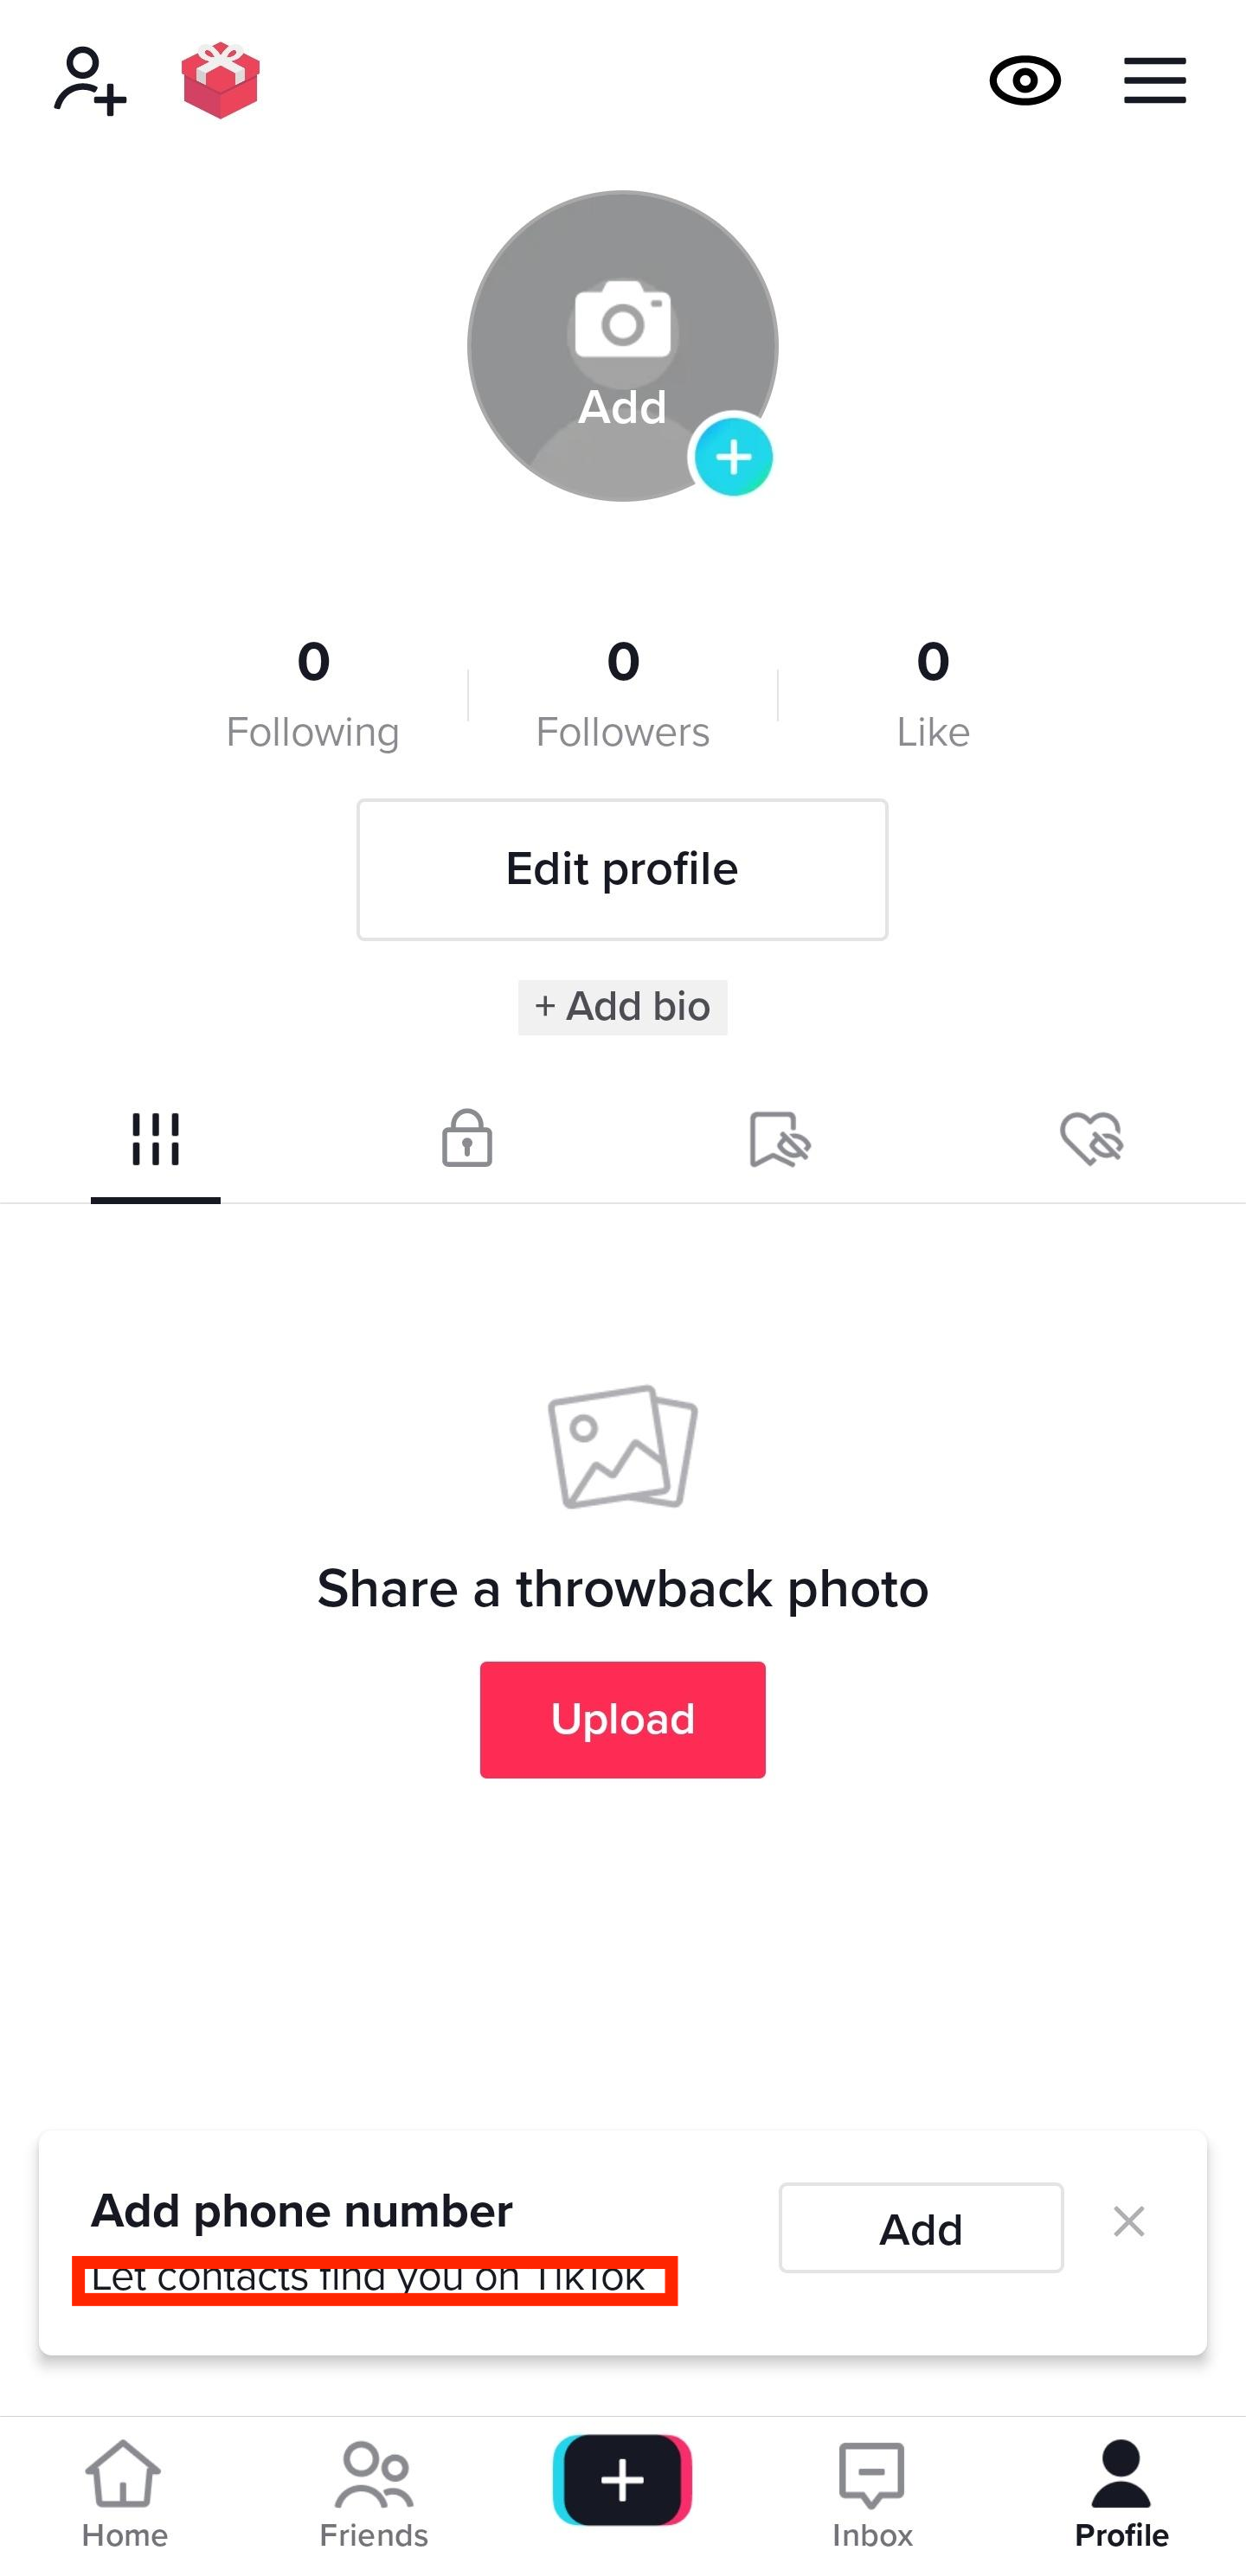 Add
0 0 0
Following Followers Like
Edit profile
+ Add bio
Share a throwback photo
Upload
Add phone number
Add
Let contacts find you on TikTok
Home Friends Inbox Profile